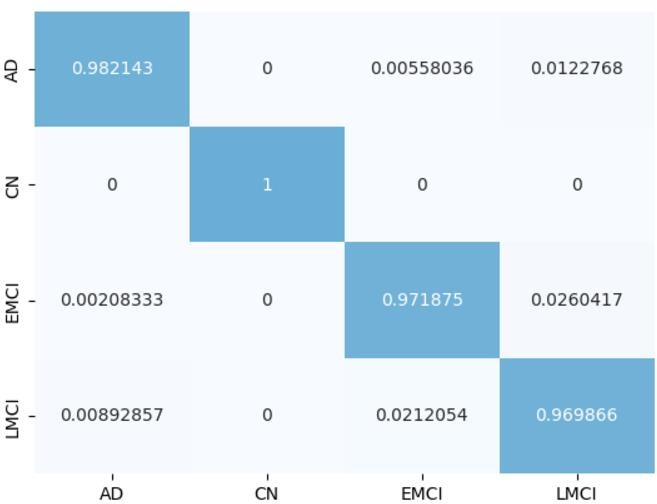 AD 0.982143 0 0.00558036 0.0122768
CN 0 1 0 0
EMCI 0.00208333 0 0.971875 0.0260417
LMCI 0.00892857 0 0.0212054 0.969866
AD CN EMCI LMCI